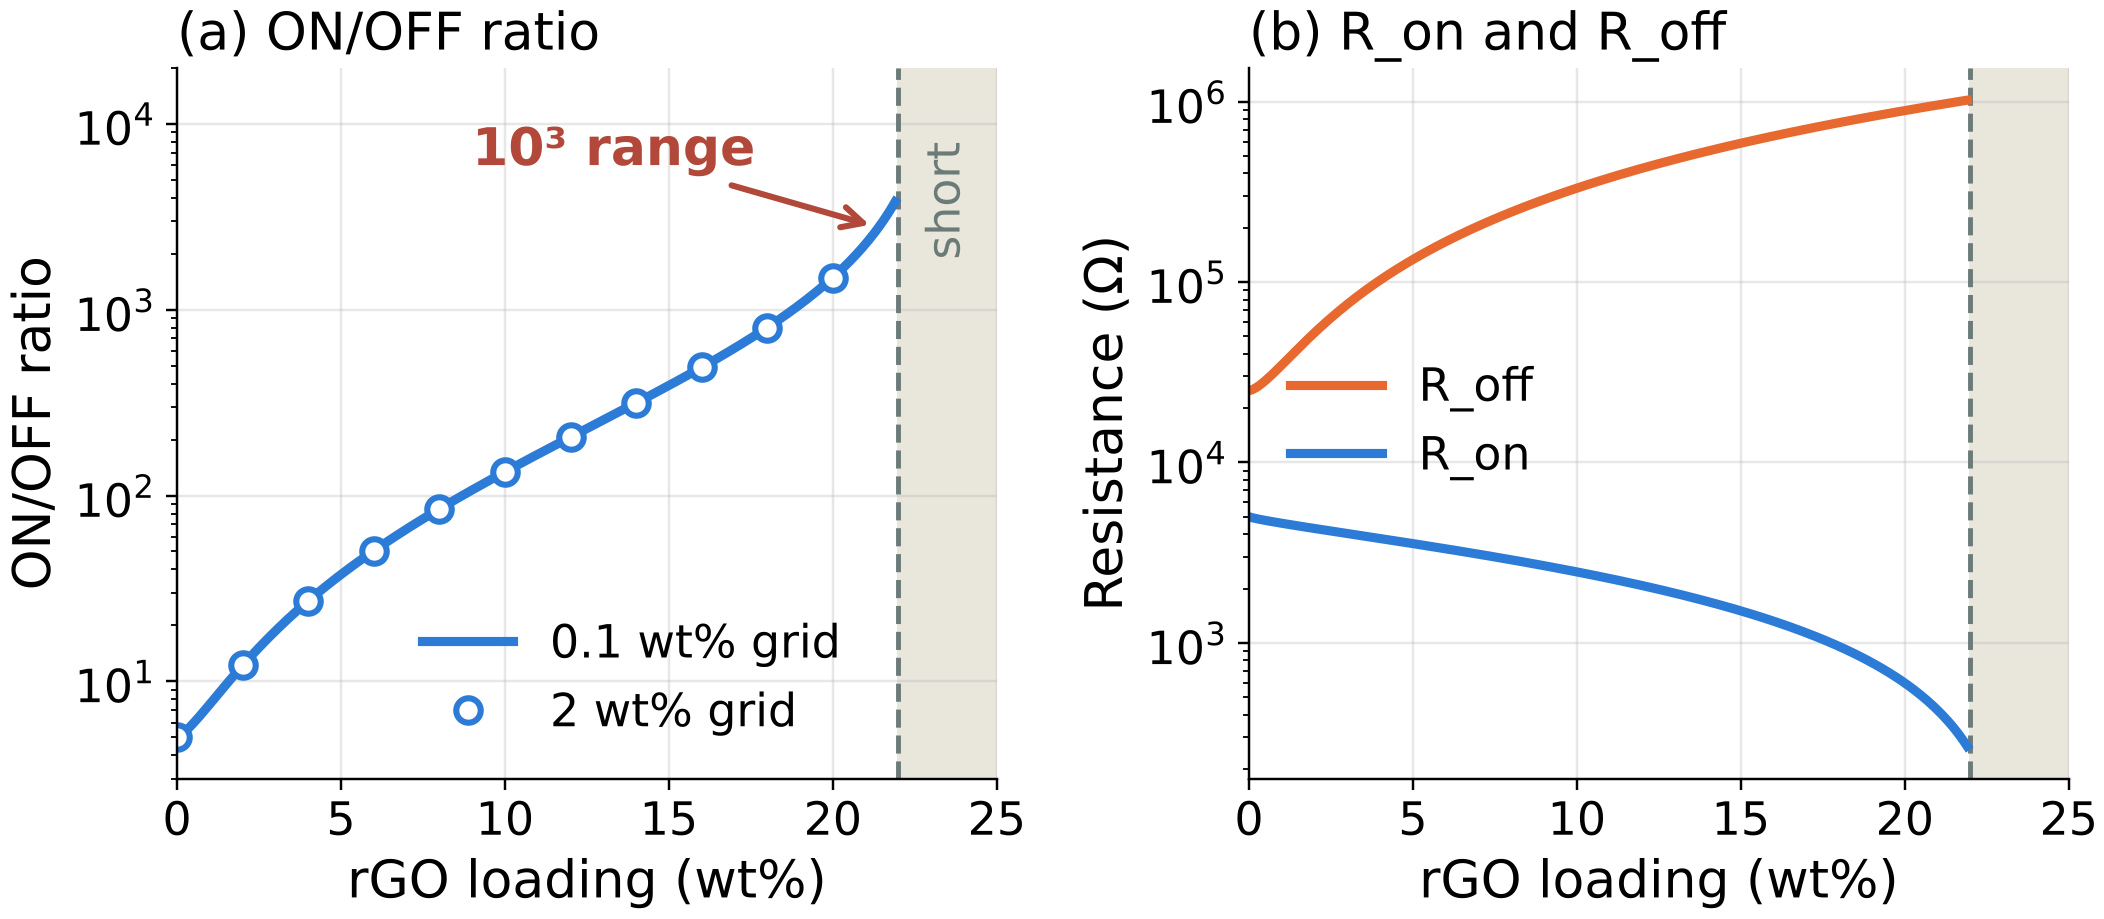 (a) ON/OFF ratio
ON/OFF ratio
10⁴
10³
10²
10¹
10³ range
short
0.1 wt% grid
2 wt% grid
0 5 10 15 20 25
rGO loading (wt%)
(b) R_on and R_off
Resistance (Ω)
10⁶
10⁵
10⁴
10³
R_off
R_on
0 5 10 15 20 25
rGO loading (wt%)